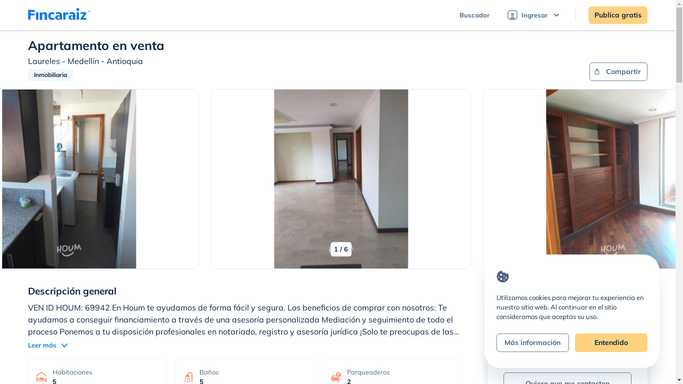 Fincaraiz
Buscador
Ingresar
Publica gratis
Apartamento en venta
Laureles - Medellín - Antioquia
Inmobiliaria
Compartir
HOUM
1 / 6
HOUM
Descripción general
VEN ID HOUM: 69942 En Houm te ayudamos de forma fácil y segura. Los beneficios de comprar con nosotros: Te
ayudamos a conseguir financiamiento a través de una asesoría personalizada Mediación y seguimiento de todo el
proceso Ponemos a tu disposición profesionales en notariado, registro y asesoría jurídica ¡Solo te preocupas de las...
Leer más
Habitaciones
5
Baños
5
Parqueaderos
2
Utilizamos cookies para mejorar tu experiencia en
nuestro sitio web. Al continuar en el sitio
consideramos que aceptas su uso.
Más información
Entendido
Quiero que me contacten